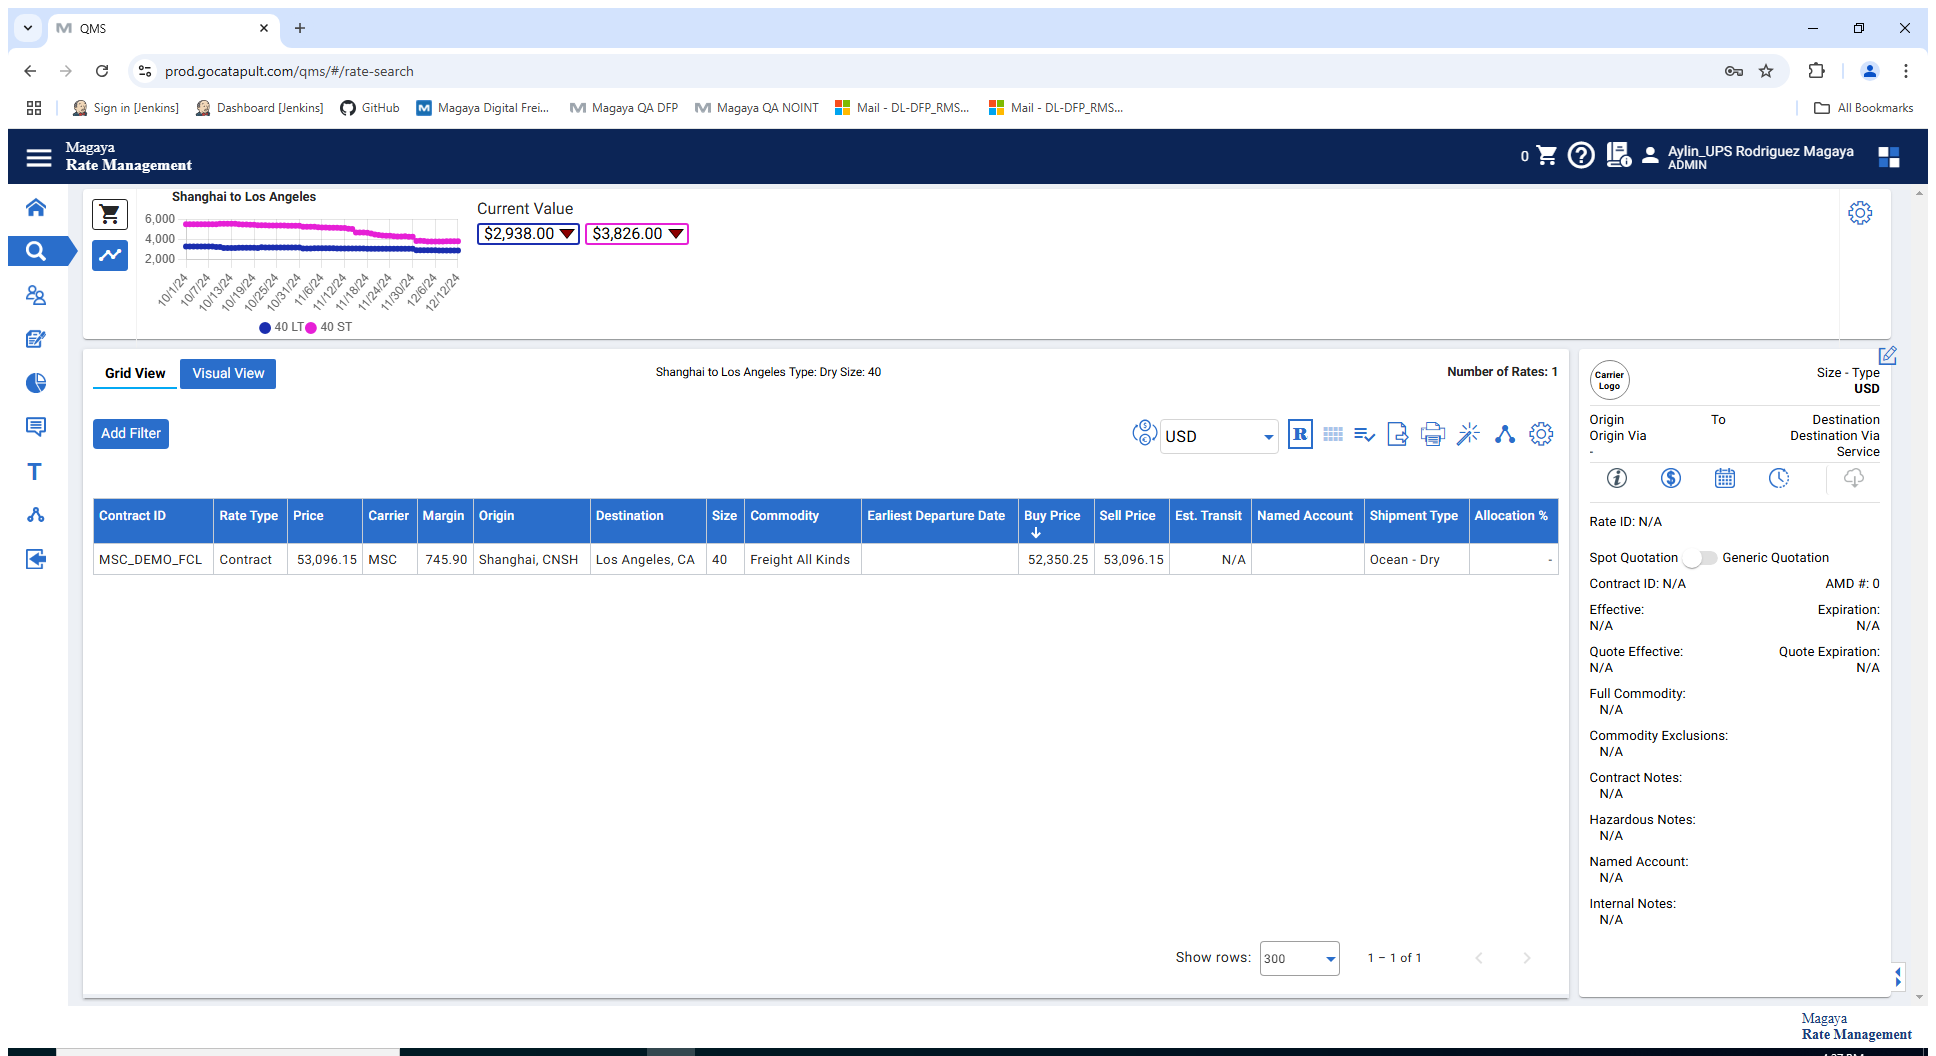 QMS
prod.gocatapult.com/qms/#/rate-search
Sign in [Jenkins]
Dashboard [Jenkins]
GitHub
Magaya Digital Frei...
Magaya QA DFP
Magaya QA NOINT
Mail - DL-DFP_RMS...
Mail - DL-DFP_RMS...
All Bookmarks
Magaya
Rate Management
0
Aylin_UPS Rodriguez Magaya
ADMIN
Shanghai to Los Angeles
6,000
4,000
2,000
10/1/24 10/7/24 10/13/24 10/19/24 10/25/24 10/31/24 11/6/24 11/12/24 11/18/24 11/24/24 11/30/24 12/6/24 12/12/24
40 LT 40 ST
Current Value
$2,938.00 $3,826.00
Grid View
Visual View
Shanghai to Los Angeles Type: Dry Size: 40
Number of Rates: 1
Add Filter
USD
R
Contract ID Rate Type Price Carrier Margin Origin Destination Size Commodity Earliest Departure Date Buy Price Sell Price Est. Transit Named Account Shipment Type Allocation %
MSC_DEMO_FCL Contract 53,096.15 MSC 745.90 Shanghai, CNSH Los Angeles, CA 40 Freight All Kinds 52,350.25 53,096.15 N/A Ocean - Dry -
Show rows: 300 1 – 1 of 1
Carrier
Logo
Size - Type
USD
Origin To Destination
Origin Via Destination Via
- Service
Rate ID: N/A
Spot Quotation Generic Quotation
Contract ID: N/A AMD #: 0
Effective: Expiration:
N/A N/A
Quote Effective: Quote Expiration:
N/A N/A
Full Commodity:
N/A
Commodity Exclusions:
N/A
Contract Notes:
N/A
Hazardous Notes:
N/A
Named Account:
N/A
Internal Notes:
N/A
Magaya
Rate Management